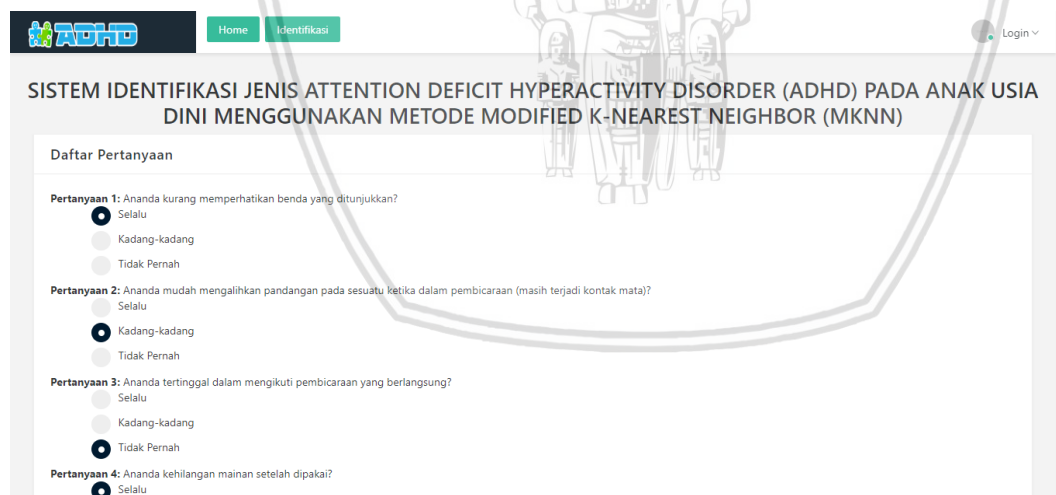 ADHD
Home
Identifikasi
Login
SISTEM IDENTIFIKASI JENIS ATTENTION DEFICIT HYPERACTIVITY DISORDER (ADHD) PADA ANAK USIA
DINI MENGGUNAKAN METODE MODIFIED K-NEAREST NEIGHBOR (MKNN)
Daftar Pertanyaan
Pertanyaan 1: Ananda kurang memperhatikan benda yang ditunjukkan?
Selalu
Kadang-kadang
Tidak Pernah
Pertanyaan 2: Ananda mudah mengalihkan pandangan pada sesuatu ketika dalam pembicaraan (masih terjadi kontak mata)?
Selalu
Kadang-kadang
Tidak Pernah
Pertanyaan 3: Ananda tertinggal dalam mengikuti pembicaraan yang berlangsung?
Selalu
Kadang-kadang
Tidak Pernah
Pertanyaan 4: Ananda kehilangan mainan setelah dipakai?
Selalu